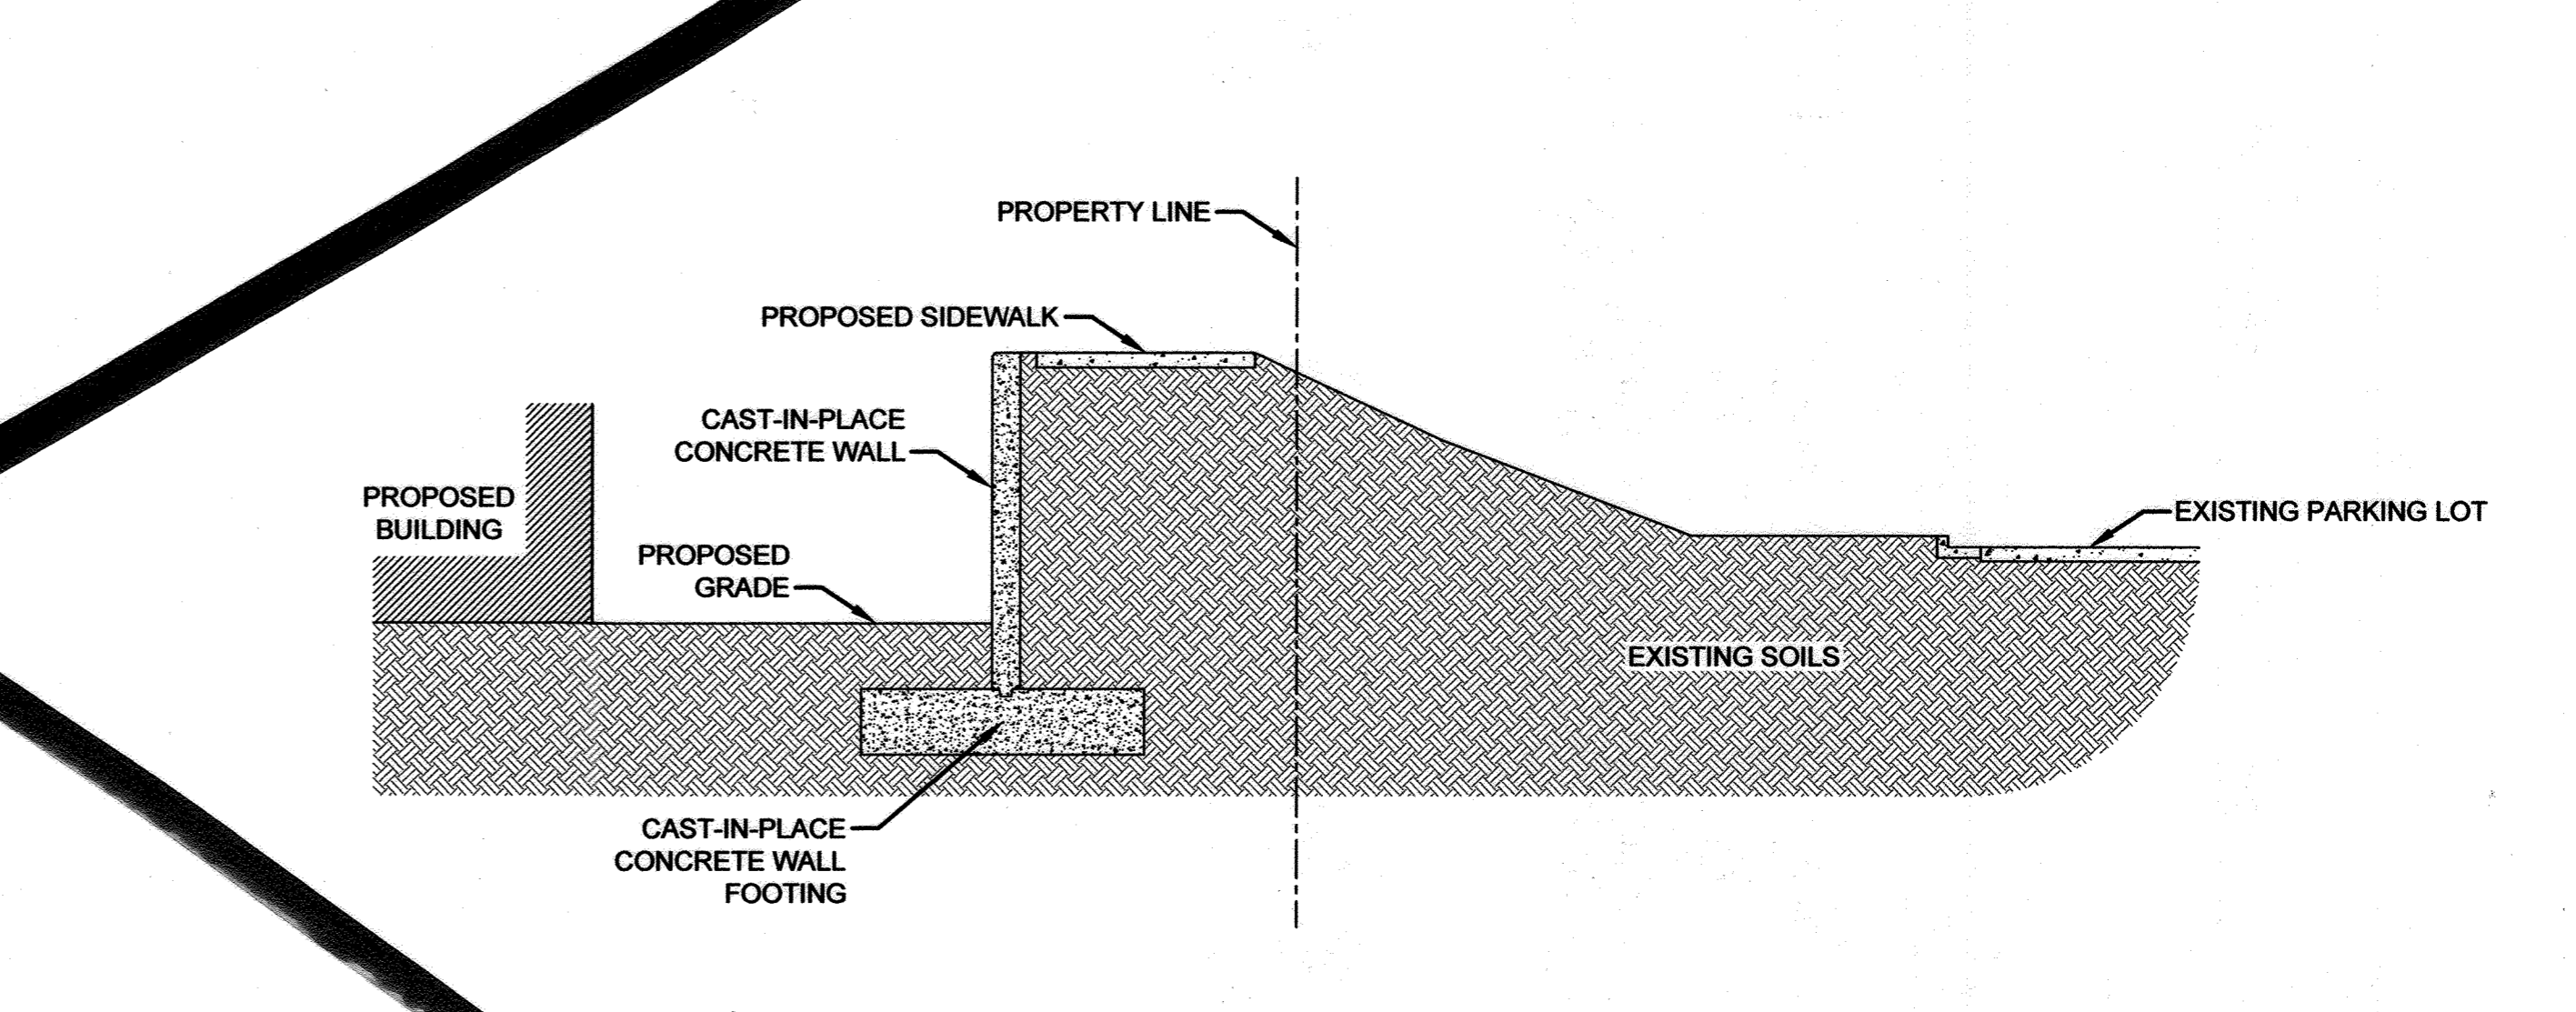 PROPERTY LINE
PROPOSED SIDEWALK
CAST-IN-PLACE
CONCRETE WALL
PROPOSED
BUILDING
EXISTING PARKING LOT
PROPOSED
GRADE
EXISTING SOILS
CAST-IN-PLACE
CONCRETE WALL
FOOTING